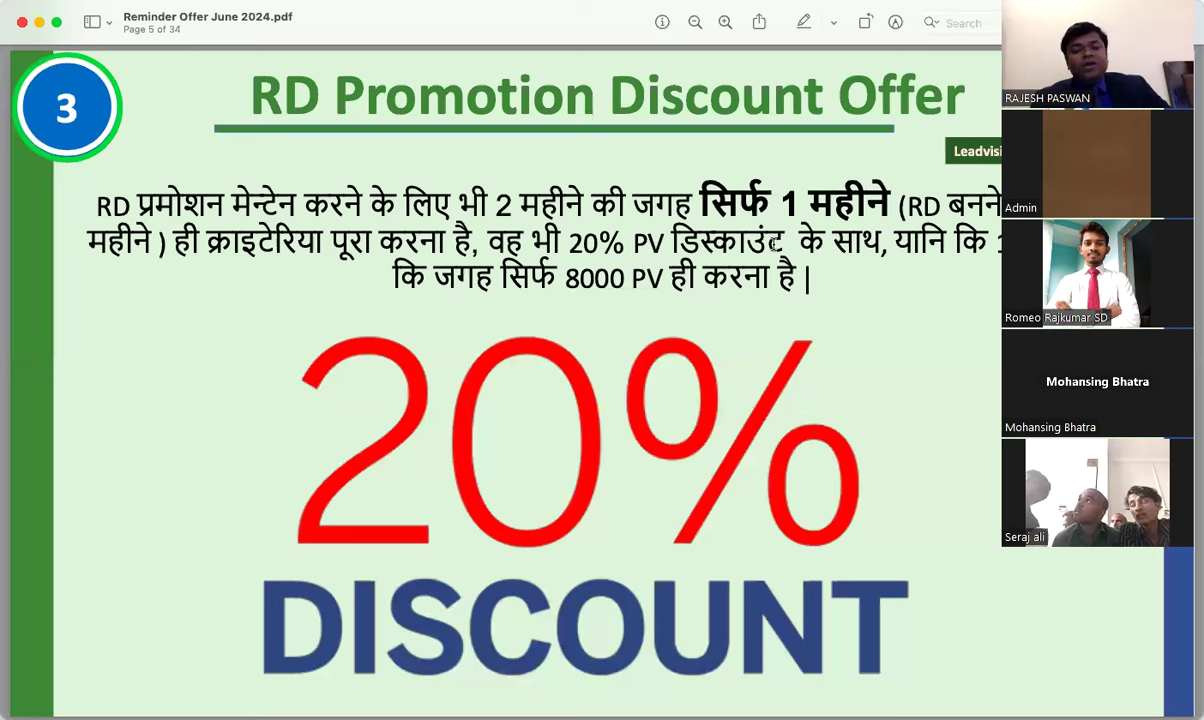 Reminder Offer June 2024.pdf
Page 5 of 34
Search
3
RD Promotion Discount Offer
RD प्रमोशन मेन्टेन करने के लिए भी 2 महीने की जगह सिर्फ 1 महीने (RD बनने
महीने ) ही क्राइटेरिया पूरा करना है, वह भी 20% PV डिस्काउंट के साथ, यानि कि
कि जगह सिर्फ 8000 PV ही करना है |
20%
DISCOUNT
RAJESH PASWAN
Admin
Romeo Rajkumar SD
Mohansing Bhatra
Mohansing Bhatra
Seraj ali